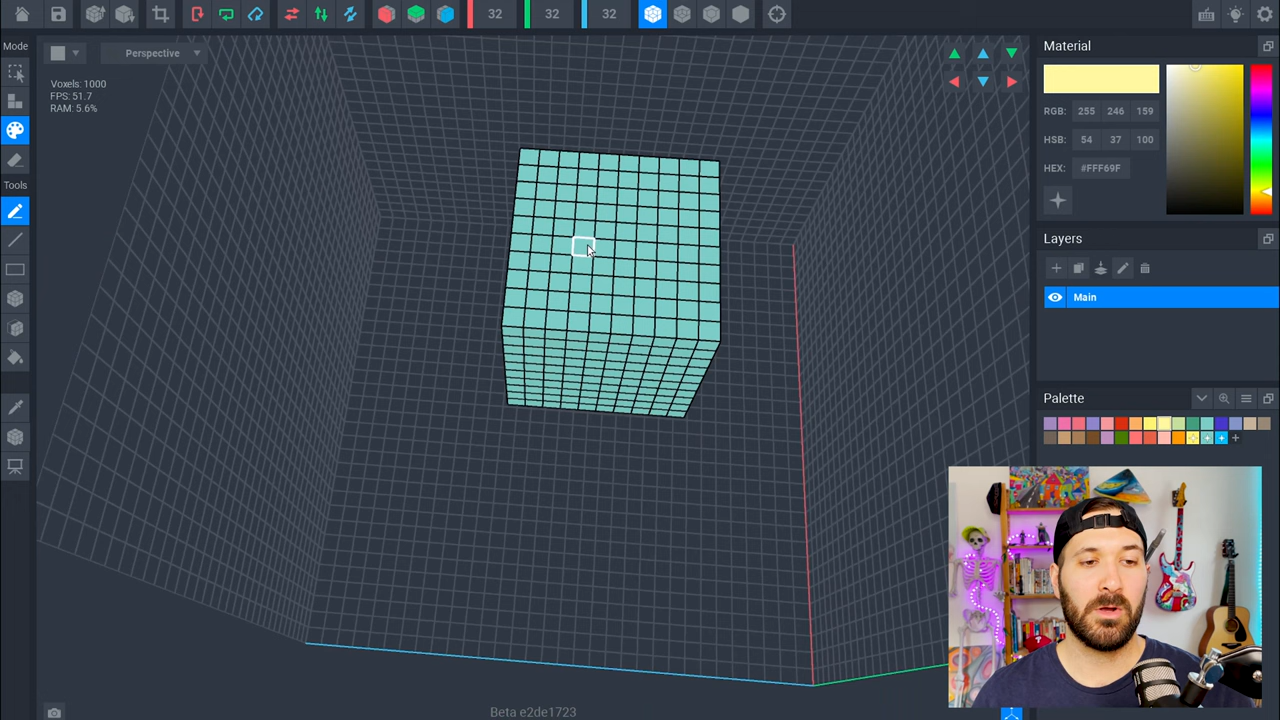 32 32 32
Mode
Perspective
Voxels: 1000
FPS: 51.7
RAM: 5.6%
Tools
Material
RGB: 255 246 159
HSB: 54 37 100
HEX: #FFF69F
Layers
Main
Palette
Beta e2de1723